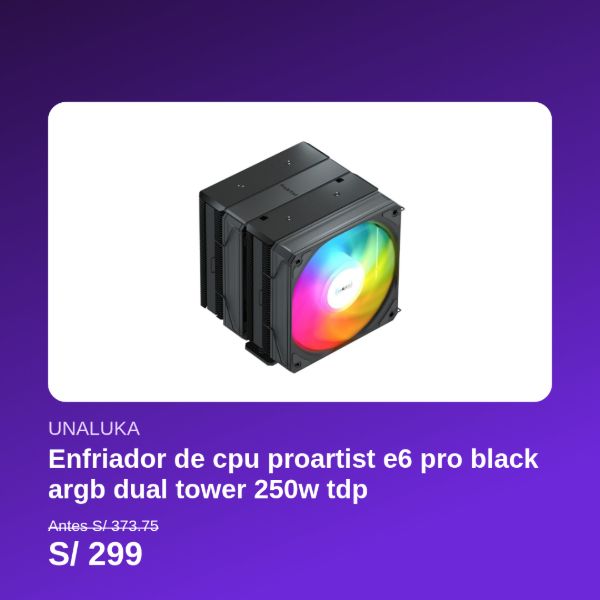 UNALUKA
Enfriador de cpu proartist e6 pro black
argb dual tower 250w tdp
Antes S/ 373.75
S/ 299